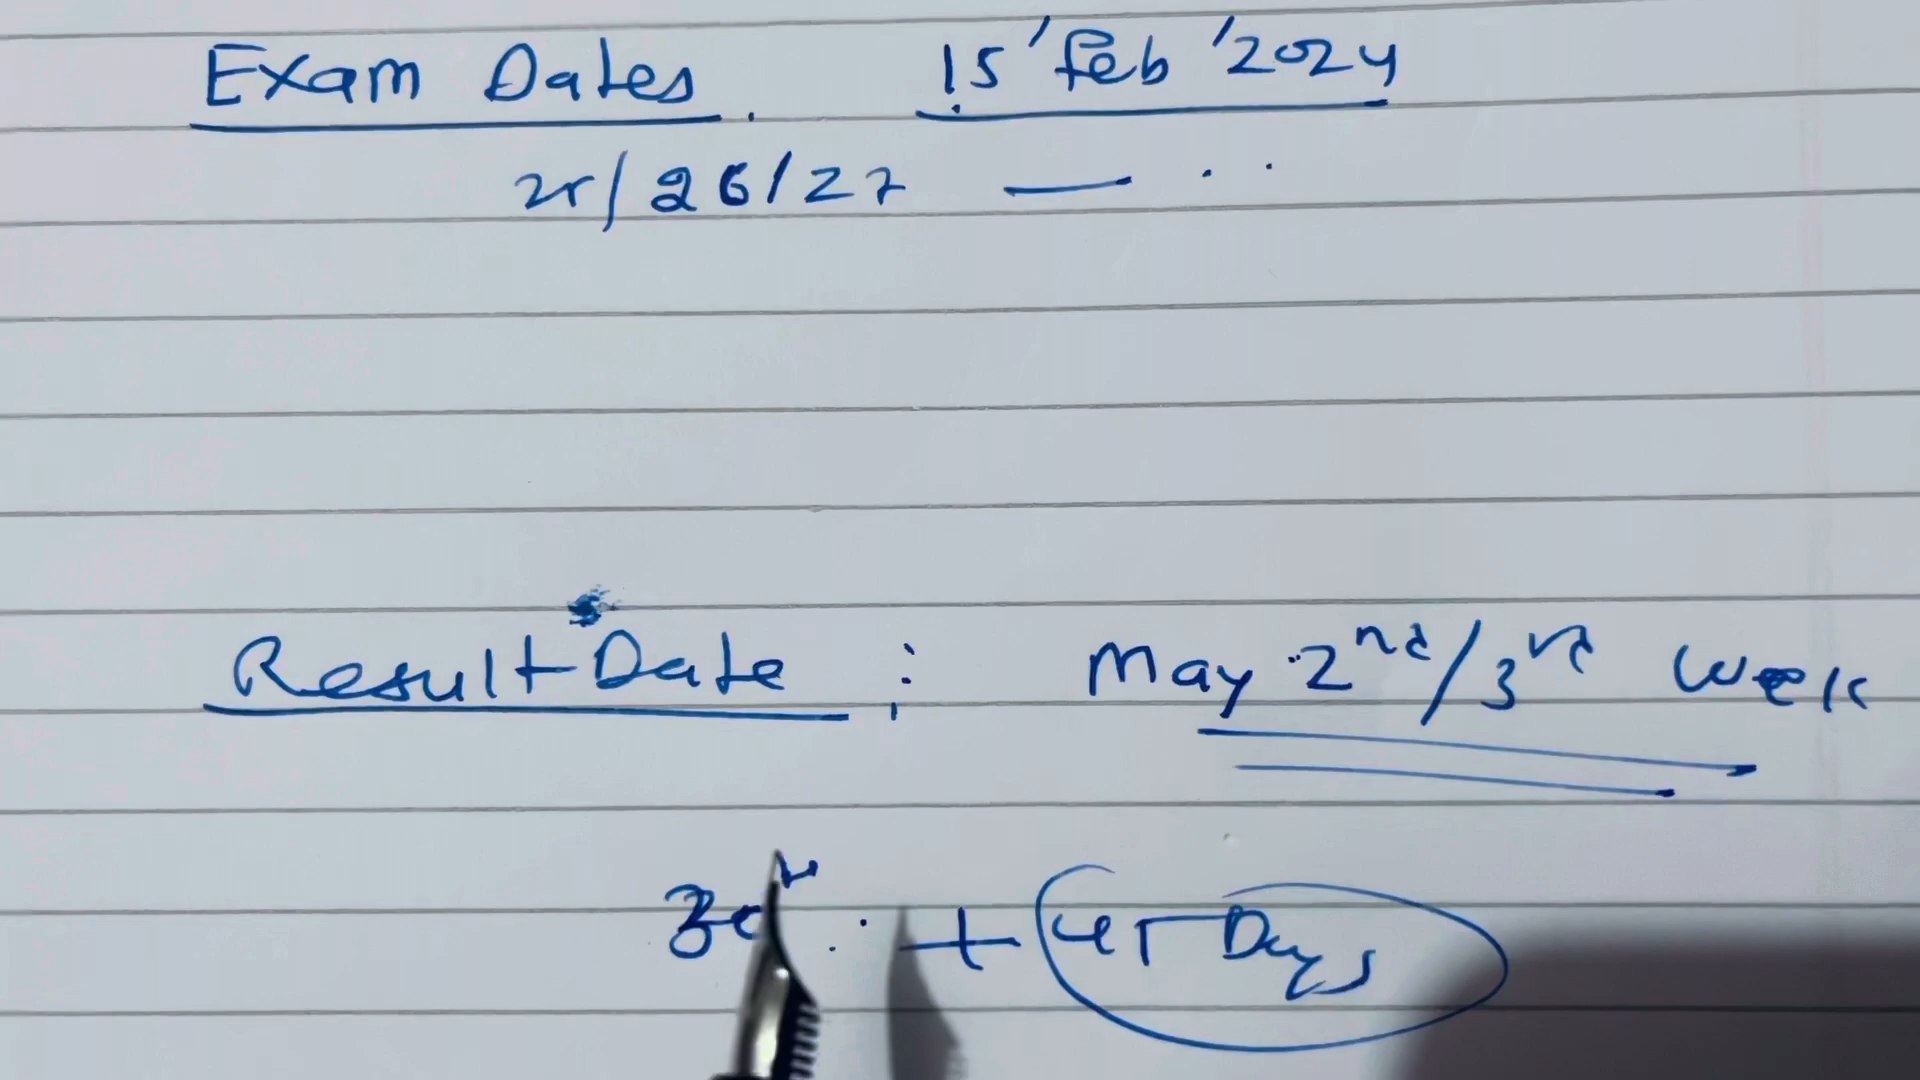 Exam Dates. 15' Feb '2024
25/26/27 — . .
Result Date : May 2nd/3rd Week
+ 45 Days